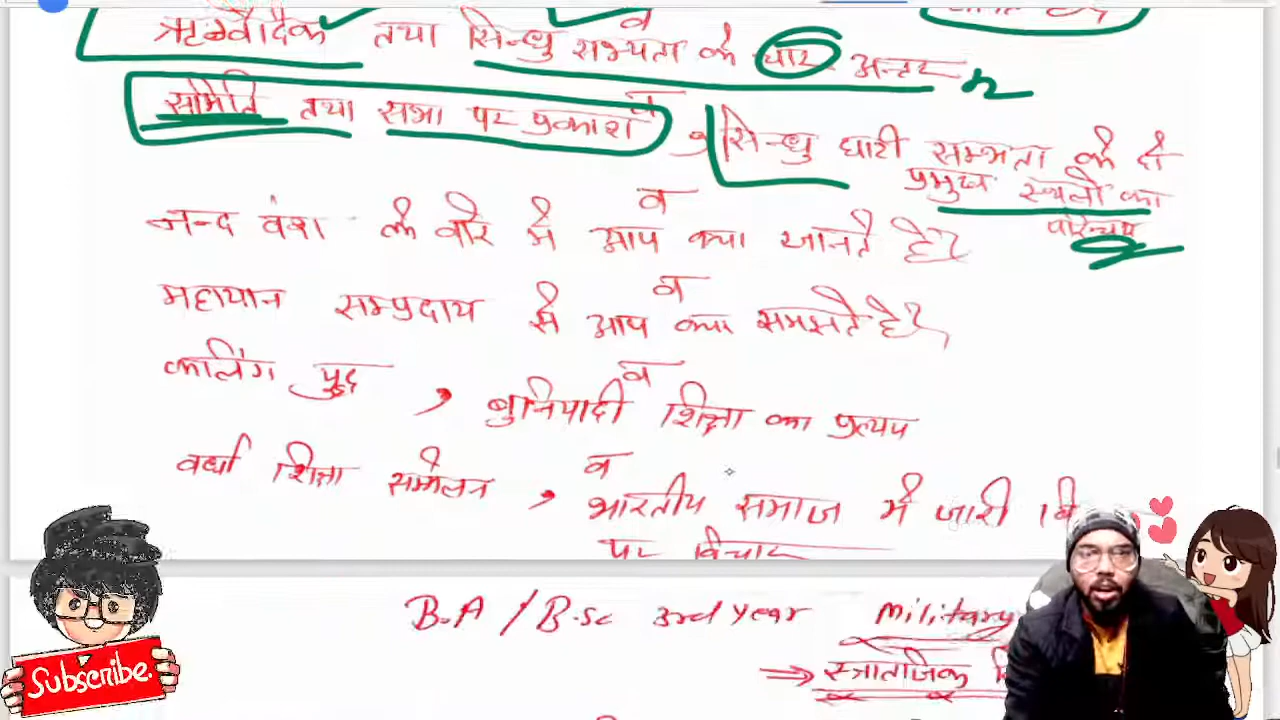 ऋग्वैदिक तथा सिन्धु सभ्यता के चार अन्तर
व
समिति तथा सभा पर प्रकाश , सिन्धु घाटी सभ्यता के दो
प्रमुख स्थलों का
परिचय
व
नन्द वंश के बारे में आप क्या जानते है?
व
महायान सम्प्रदाय से आप क्या समझते है?
व
कलिंग युद्ध , बुनियादी शिक्षा का प्रत्यय
व
वर्धा शिक्षा सम्मेलन , भारतीय समाज में जारी
पर विचार
B.A / B.sc 3rd year Military
→ स्त्रातजिक
Subscribe.